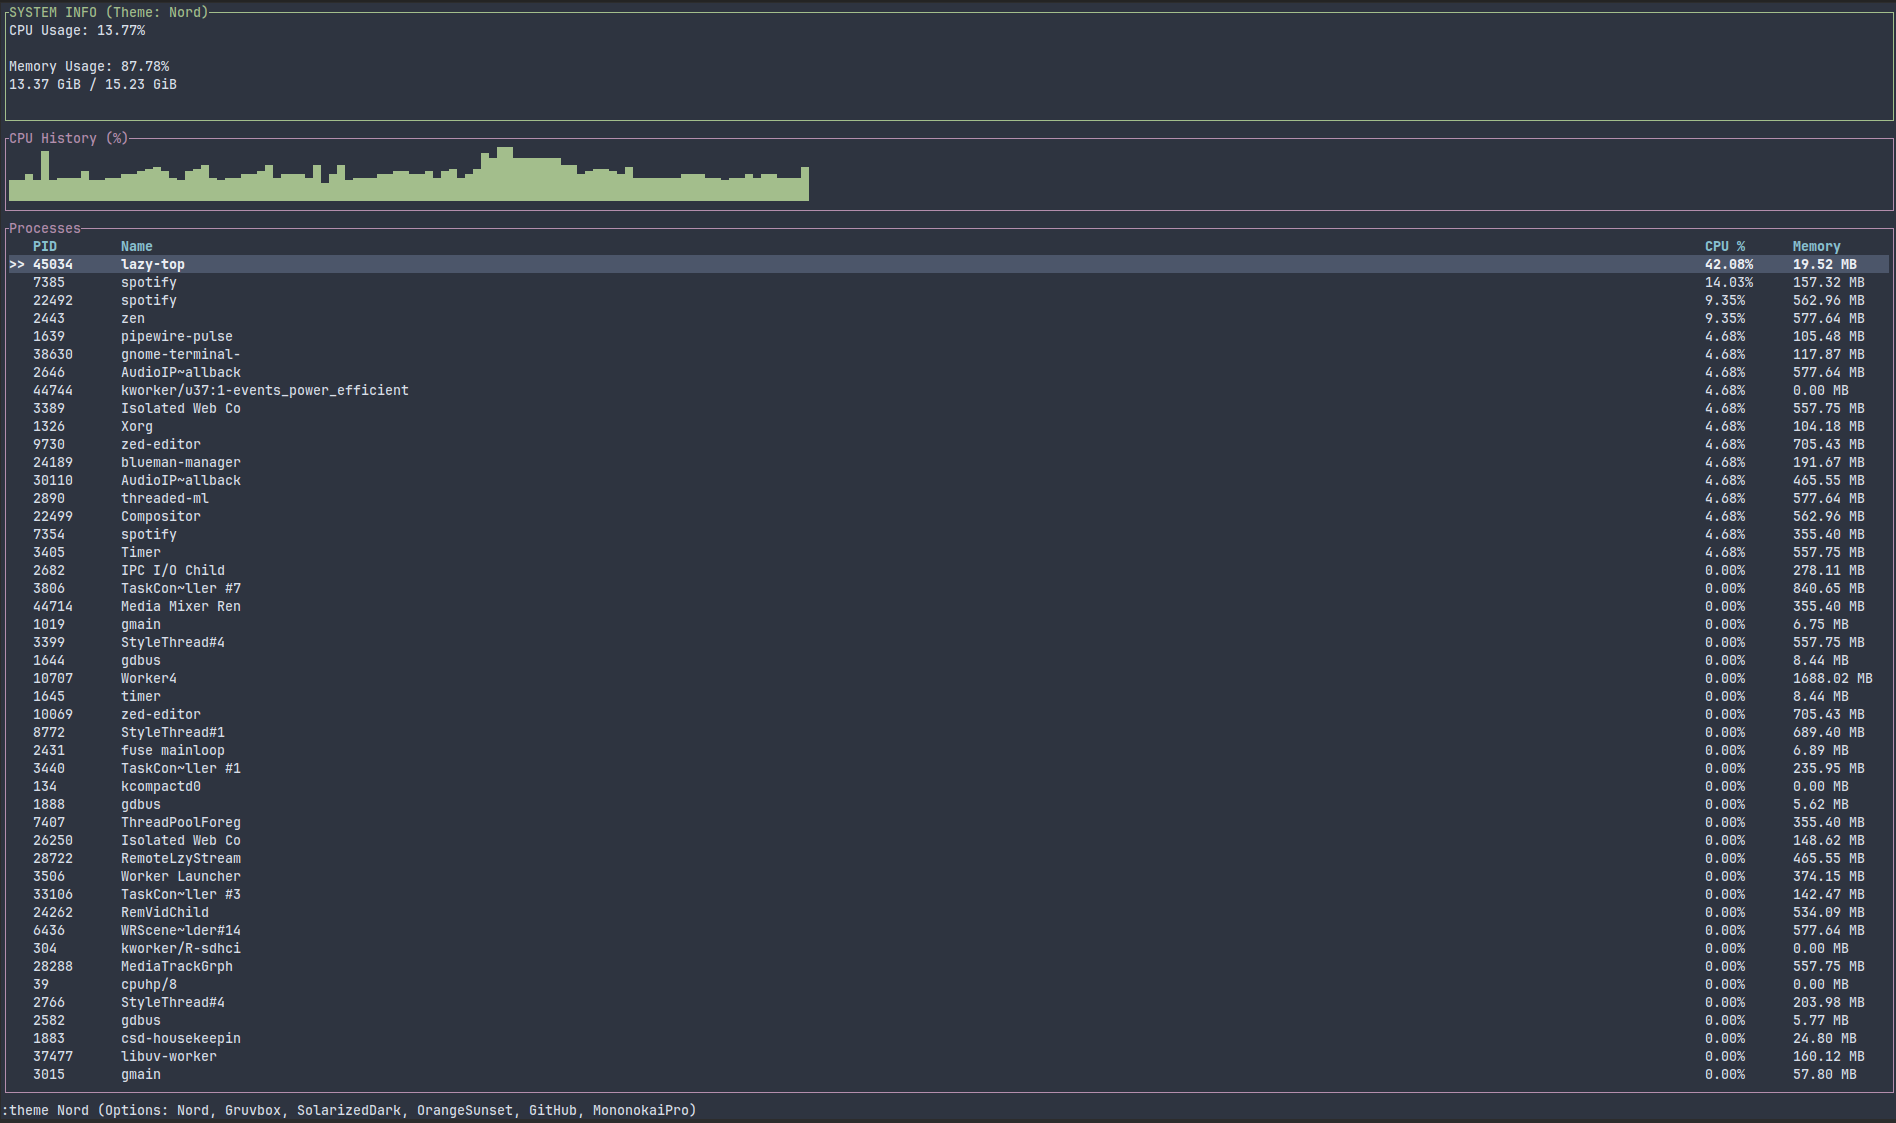 SYSTEM INFO (Theme: Nord)
CPU Usage: 13.77%
Memory Usage: 87.78%
13.37 GiB / 15.23 GiB
CPU History (%)
Processes
PID Name CPU % Memory
>> 45034 lazy-top 42.08% 19.52 MB
7385 spotify 14.03% 157.32 MB
22492 spotify 9.35% 562.96 MB
2443 zen 9.35% 577.64 MB
1639 pipewire-pulse 4.68% 105.48 MB
38630 gnome-terminal- 4.68% 117.87 MB
2646 AudioIP~allback 4.68% 577.64 MB
44744 kworker/u37:1-events_power_efficient 4.68% 0.00 MB
3389 Isolated Web Co 4.68% 557.75 MB
1326 Xorg 4.68% 104.18 MB
9730 zed-editor 4.68% 705.43 MB
24189 blueman-manager 4.68% 191.67 MB
30110 AudioIP~allback 4.68% 465.55 MB
2890 threaded-ml 4.68% 577.64 MB
22499 Compositor 4.68% 562.96 MB
7354 spotify 4.68% 355.40 MB
3405 Timer 4.68% 557.75 MB
2682 IPC I/O Child 0.00% 278.11 MB
3806 TaskCon~ller #7 0.00% 840.65 MB
44714 Media Mixer Ren 0.00% 355.40 MB
1019 gmain 0.00% 6.75 MB
3399 StyleThread#4 0.00% 557.75 MB
1644 gdbus 0.00% 8.44 MB
10707 Worker4 0.00% 1688.02 MB
1645 timer 0.00% 8.44 MB
10069 zed-editor 0.00% 705.43 MB
8772 StyleThread#1 0.00% 689.40 MB
2431 fuse mainloop 0.00% 6.89 MB
3440 TaskCon~ller #1 0.00% 235.95 MB
134 kcompactd0 0.00% 0.00 MB
1888 gdbus 0.00% 5.62 MB
7407 ThreadPoolForeg 0.00% 355.40 MB
26250 Isolated Web Co 0.00% 148.62 MB
28722 RemoteLzyStream 0.00% 465.55 MB
3506 Worker Launcher 0.00% 374.15 MB
33106 TaskCon~ller #3 0.00% 142.47 MB
24262 RemVidChild 0.00% 534.09 MB
6436 WRScene~lder#14 0.00% 577.64 MB
304 kworker/R-sdhci 0.00% 0.00 MB
28288 MediaTrackGrph 0.00% 557.75 MB
39 cpuhp/8 0.00% 0.00 MB
2766 StyleThread#4 0.00% 203.98 MB
2582 gdbus 0.00% 5.77 MB
1883 csd-housekeepin 0.00% 24.80 MB
37477 libuv-worker 0.00% 160.12 MB
3015 gmain 0.00% 57.80 MB
:theme Nord (Options: Nord, Gruvbox, SolarizedDark, OrangeSunset, GitHub, MononokaiPro)